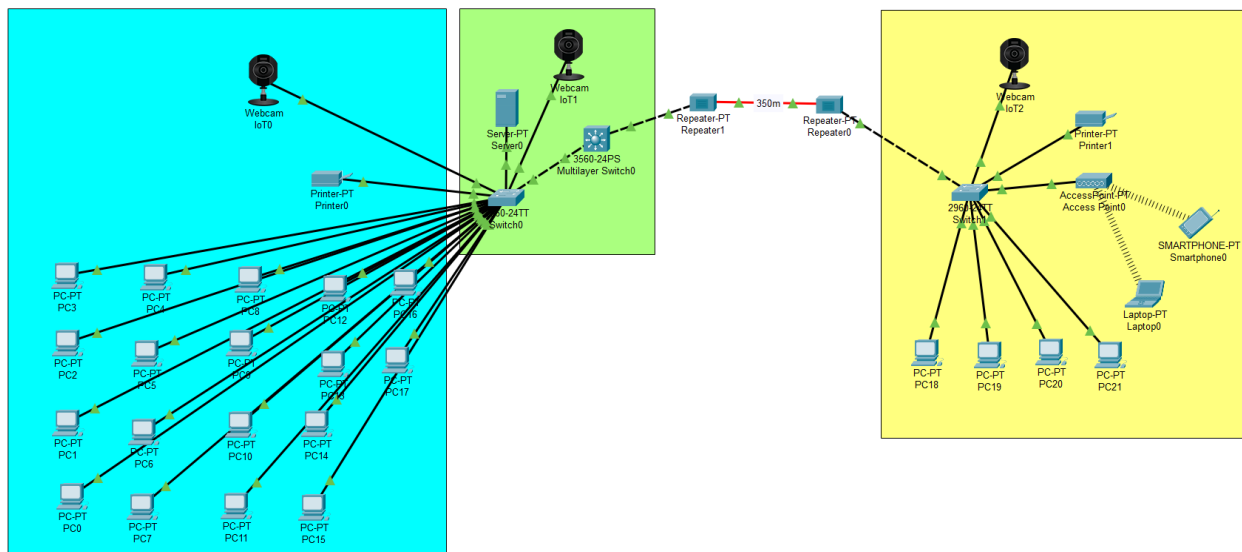 Webcam
IoT0
Printer-PT
Printer0
PC-PT
PC3
PC-PT
PC4
PC-PT
PC8
PC-PT
PC12
PC-PT
PC16
PC-PT
PC2
PC-PT
PC5
PC-PT
PC9
PC-PT
PC13
PC-PT
PC17
PC-PT
PC1
PC-PT
PC6
PC-PT
PC10
PC-PT
PC14
PC-PT
PC0
PC-PT
PC7
PC-PT
PC11
PC-PT
PC15
Webcam
IoT1
Server-PT
Server0
3560-24PS
Multilayer Switch0
60-24TT
Switch0
Repeater-PT
Repeater1
350m
Repeater-PT
Repeater0
Webcam
IoT2
Printer-PT
Printer1
2960-24TT
Switch1
AccessPoint-PT
Access Point0
SMARTPHONE-PT
Smartphone0
Laptop-PT
Laptop0
PC-PT
PC18
PC-PT
PC19
PC-PT
PC20
PC-PT
PC21